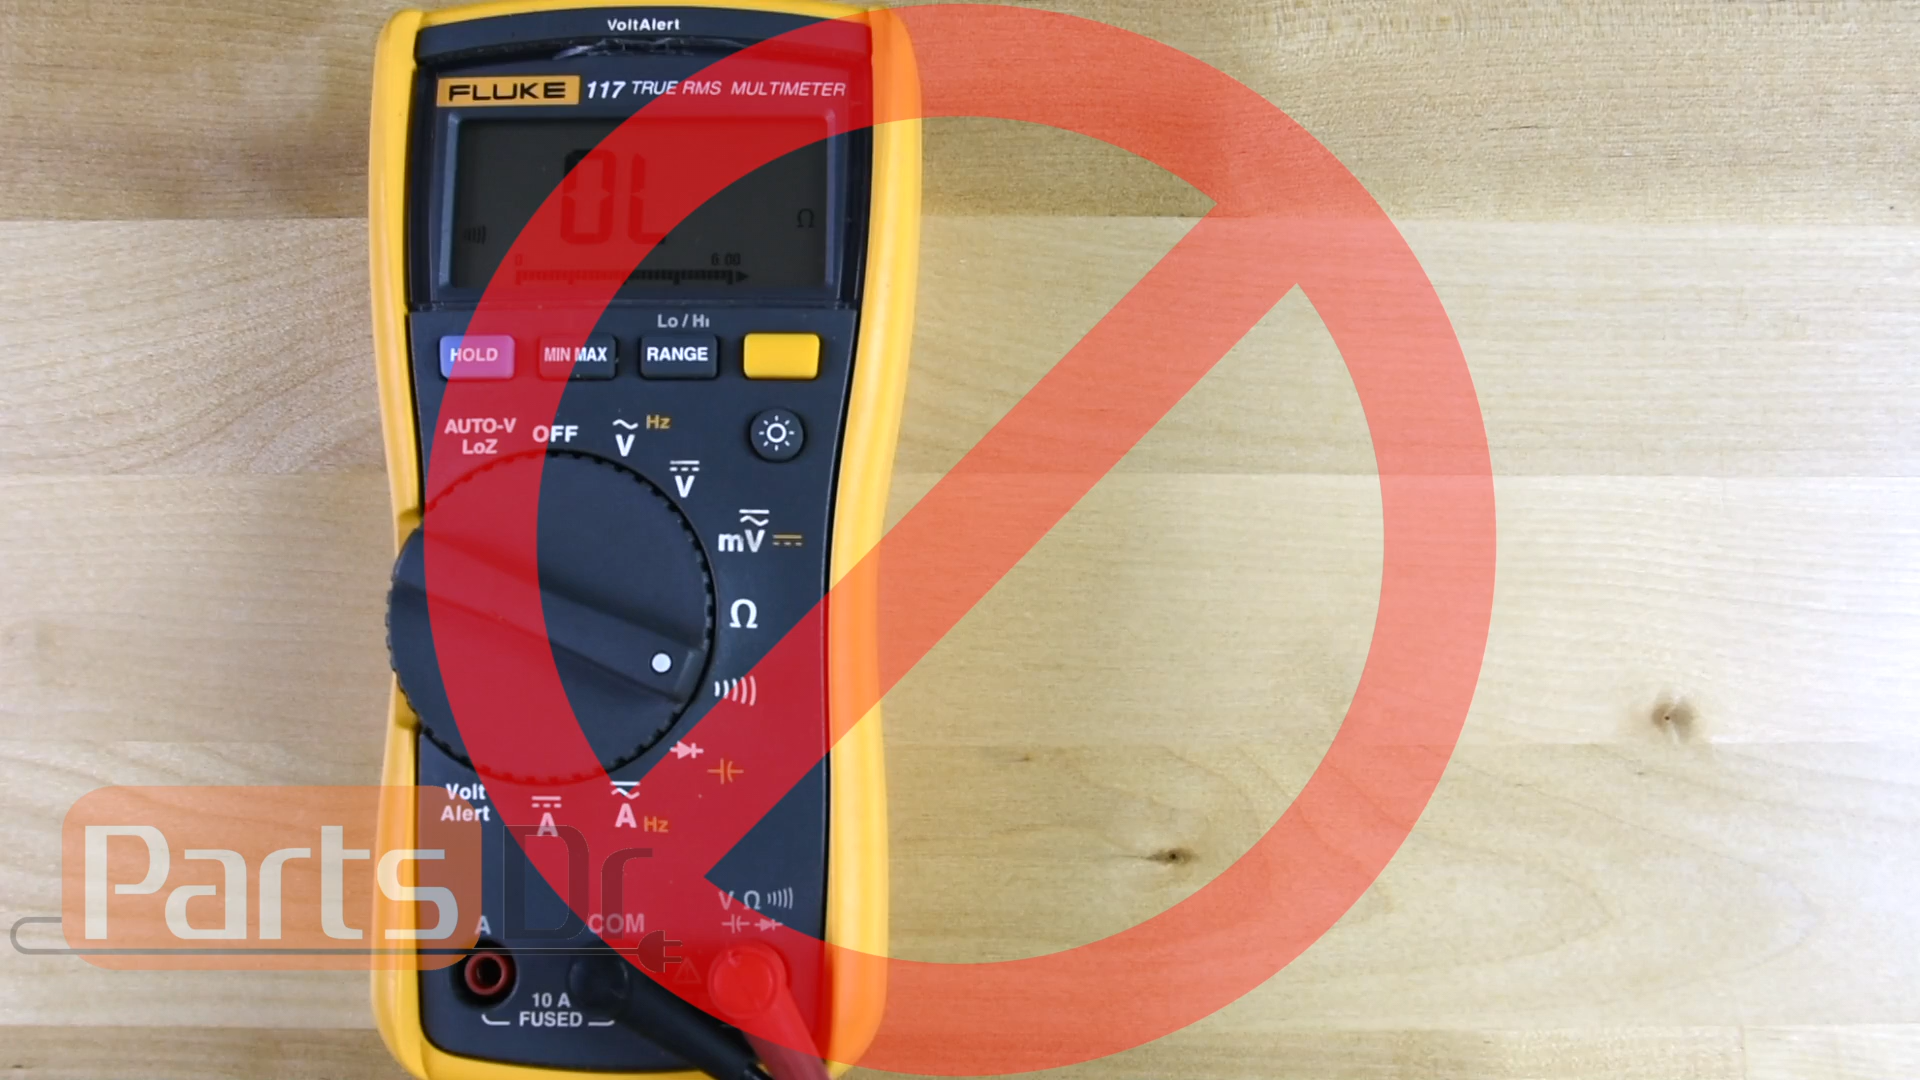 VoltAlert
FLUKE 117 TRUE RMS MULTIMETER
OL
Ω
0 6.00
Lo / Hi
HOLD MIN MAX RANGE
AUTO-V
LoZ
OFF
V Hz
V
mV
Ω
Volt
Alert
A
A Hz
Parts Dr
V Ω
A COM
10 A
FUSED